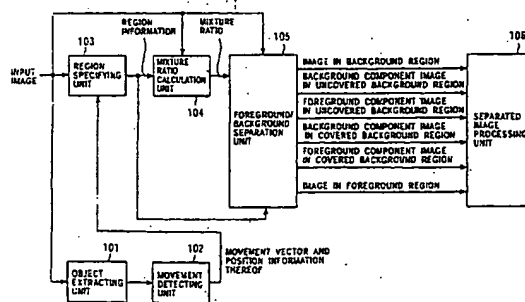 REGION
INFORMATION
MIXTURE
RATIO
103
105
106
INPUT
IMAGE
REGION
SPECIFYING
UNIT
MIXTURE
RATIO
CALCULATION
UNIT
104
FOREGROUND/
BACKGROUND
SEPARATION
UNIT
IMAGE IN BACKGROUND REGION
BACKGROUND COMPONENT IMAGE
IN UNCOVERED BACKGROUND REGION
FOREGROUND COMPONENT IMAGE
IN UNCOVERED BACKGROUND REGION
BACKGROUND COMPONENT IMAGE
IN COVERED BACKGROUND REGION
FOREGROUND COMPONENT IMAGE
IN COVERED BACKGROUND REGION
IMAGE IN FOREGROUND REGION
SEPARATED
IMAGE
PROCESSING
UNIT
101
102
OBJECT
EXTRACTING
UNIT
MOVEMENT
DETECTING
UNIT
MOVEMENT VECTOR AND
POSITION INFORMATION
THEREOF